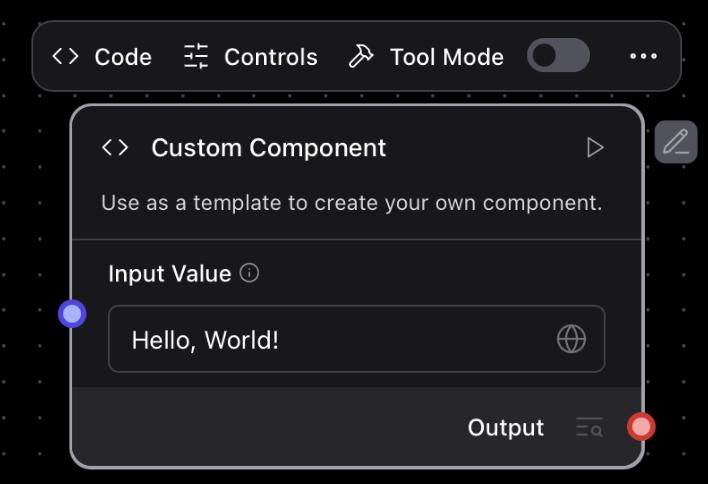 Code Controls Tool Mode
Custom Component
Use as a template to create your own component.
Input Value
Hello, World!
Output